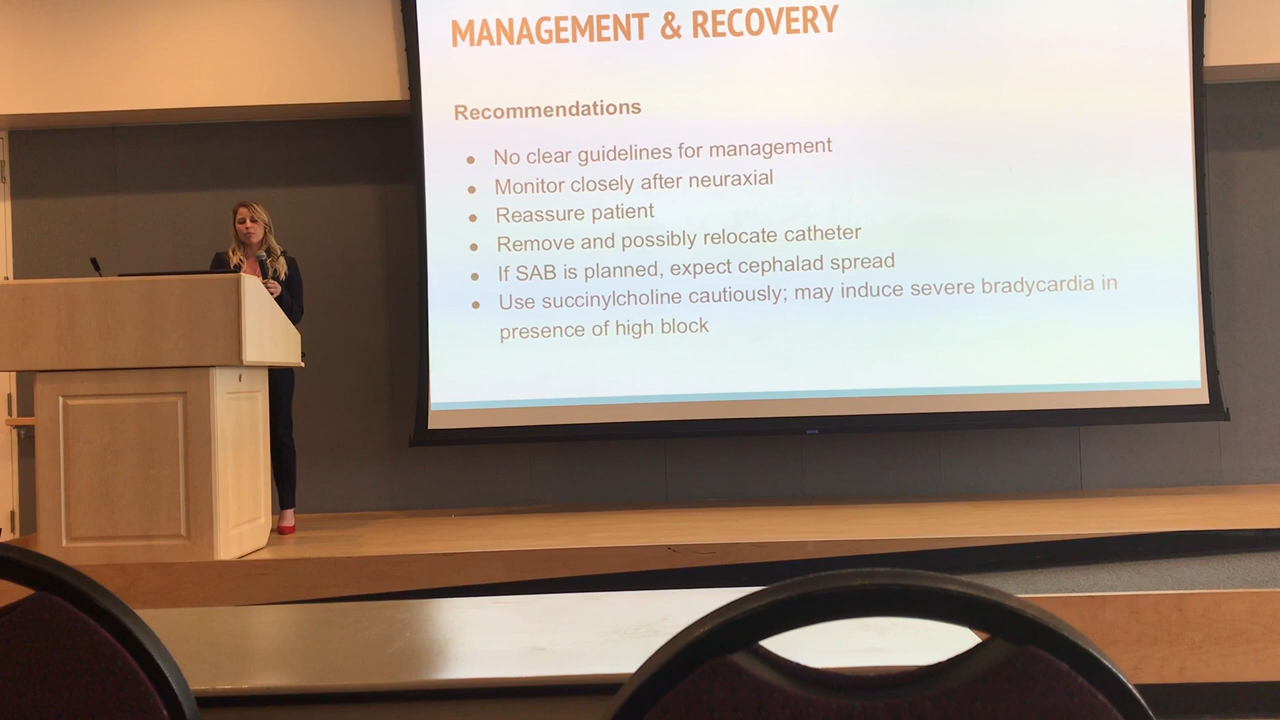 MANAGEMENT & RECOVERY
Recommendations
● No clear guidelines for management
● Monitor closely after neuraxial
● Reassure patient
● Remove and possibly relocate catheter
● If SAB is planned, expect cephalad spread
● Use succinylcholine cautiously; may induce severe bradycardia in
presence of high block